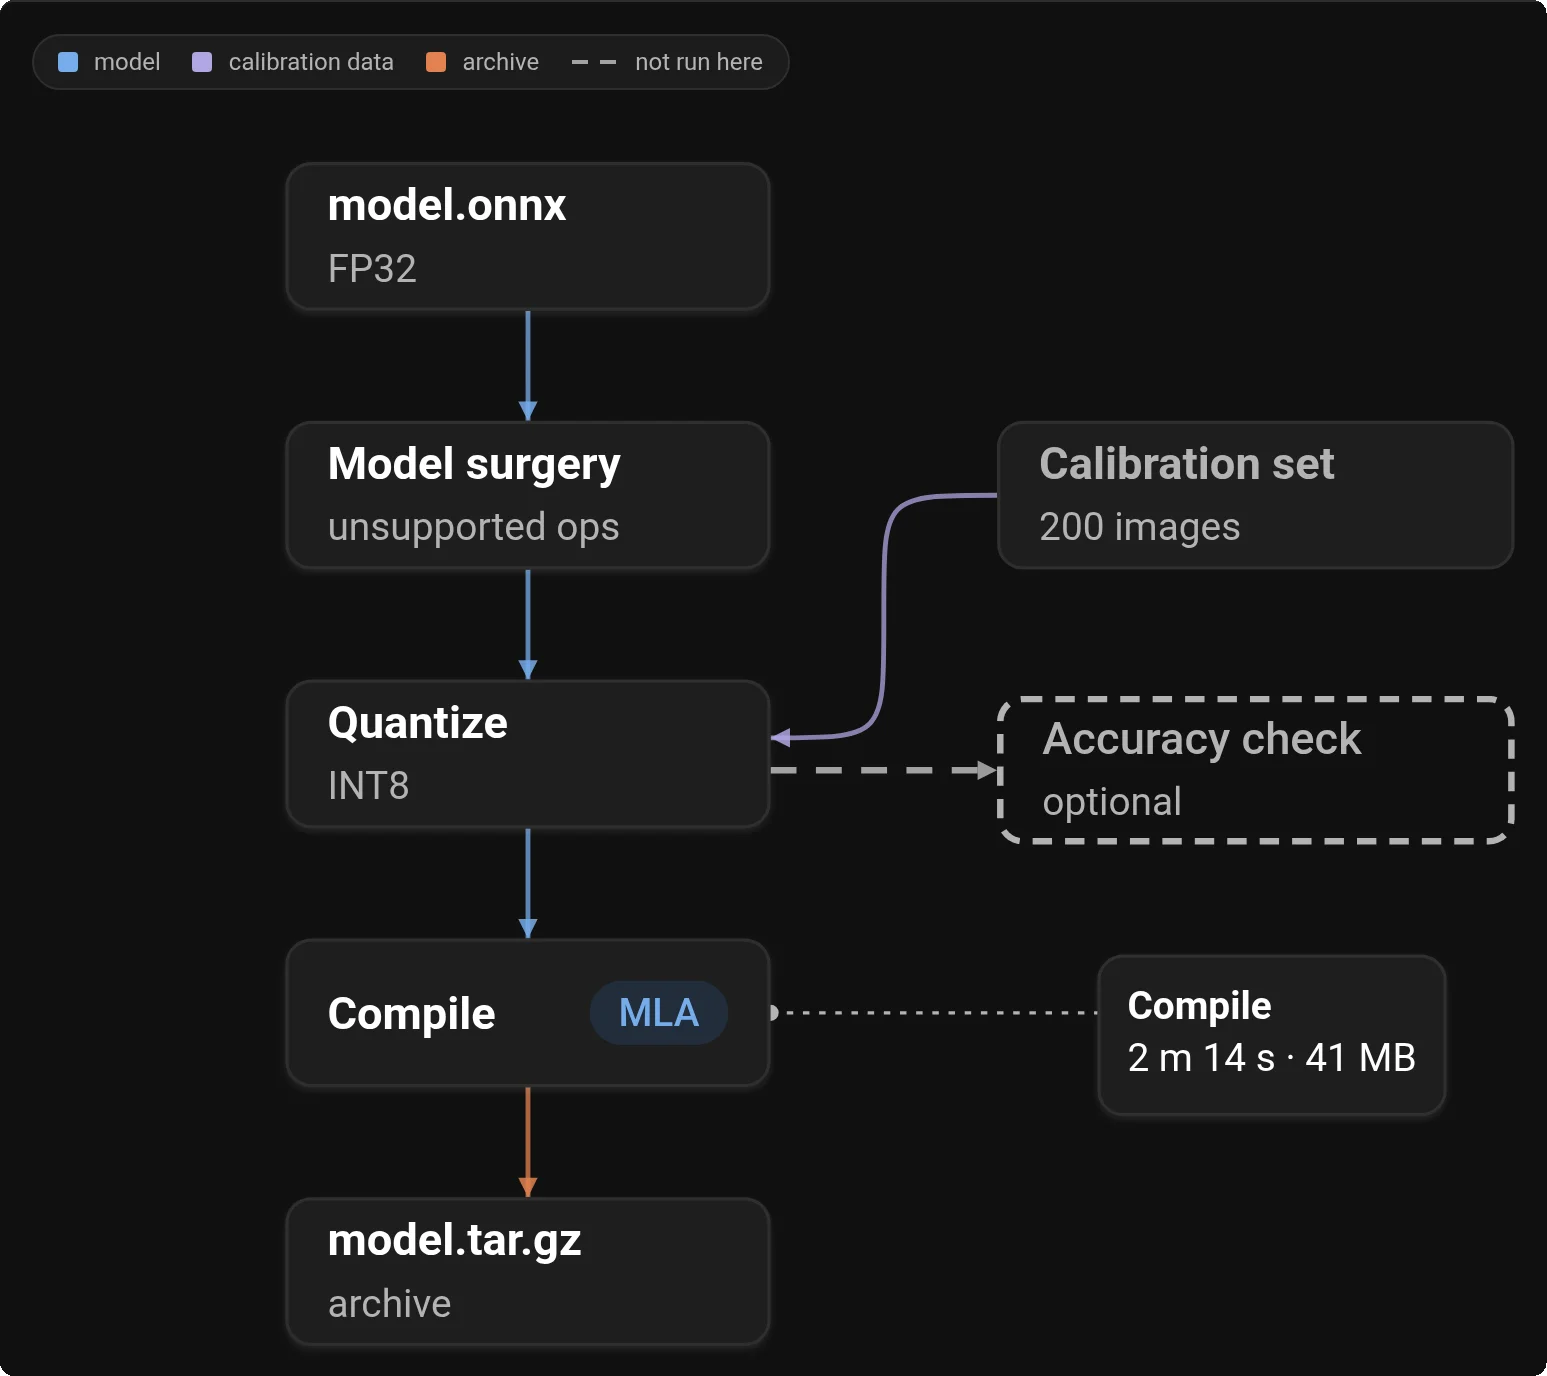 model calibration data archive not run here
model.onnx
FP32
Model surgery
unsupported ops
Calibration set
200 images
Quantize
INT8
Accuracy check
optional
Compile MLA
Compile
2 m 14 s · 41 MB
model.tar.gz
archive